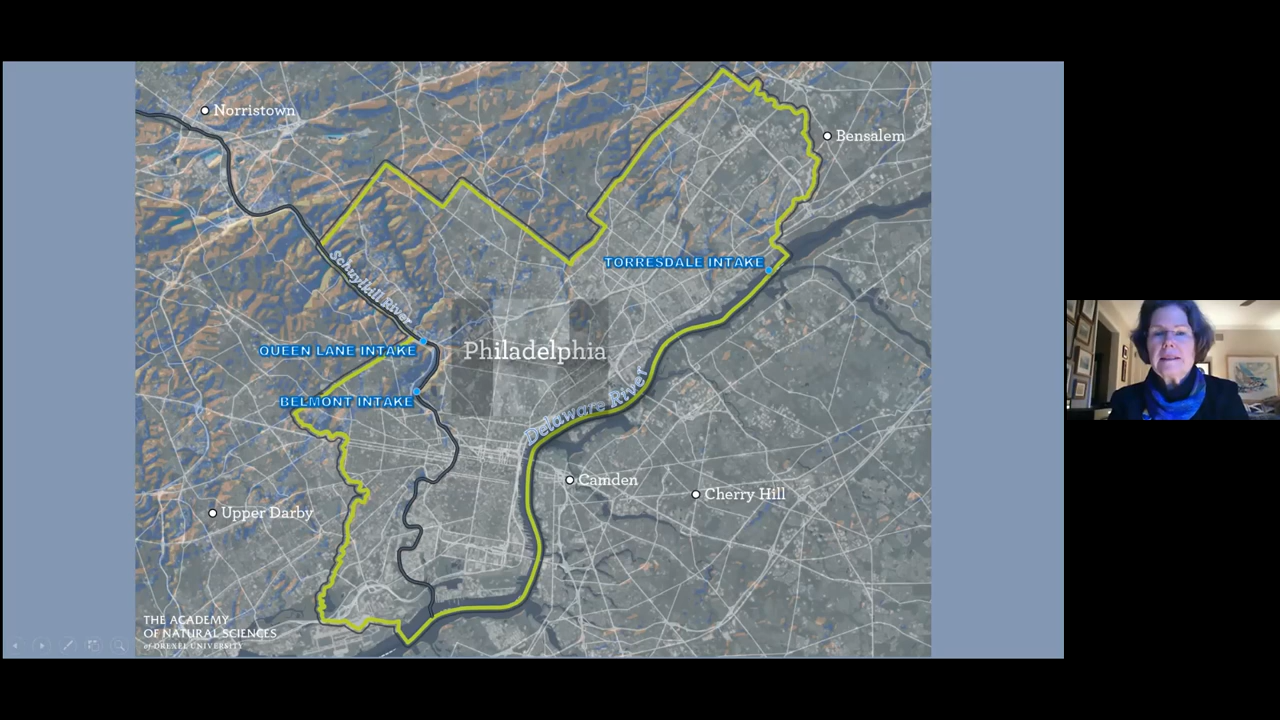 Norristown
Bensalem
Schuylkill River
TORRESDALE INTAKE
QUEEN LANE INTAKE
Philadelphia
BELMONT INTAKE
Delaware River
Camden
Cherry Hill
Upper Darby
THE ACADEMY
OF NATURAL SCIENCES
of DREXEL UNIVERSITY